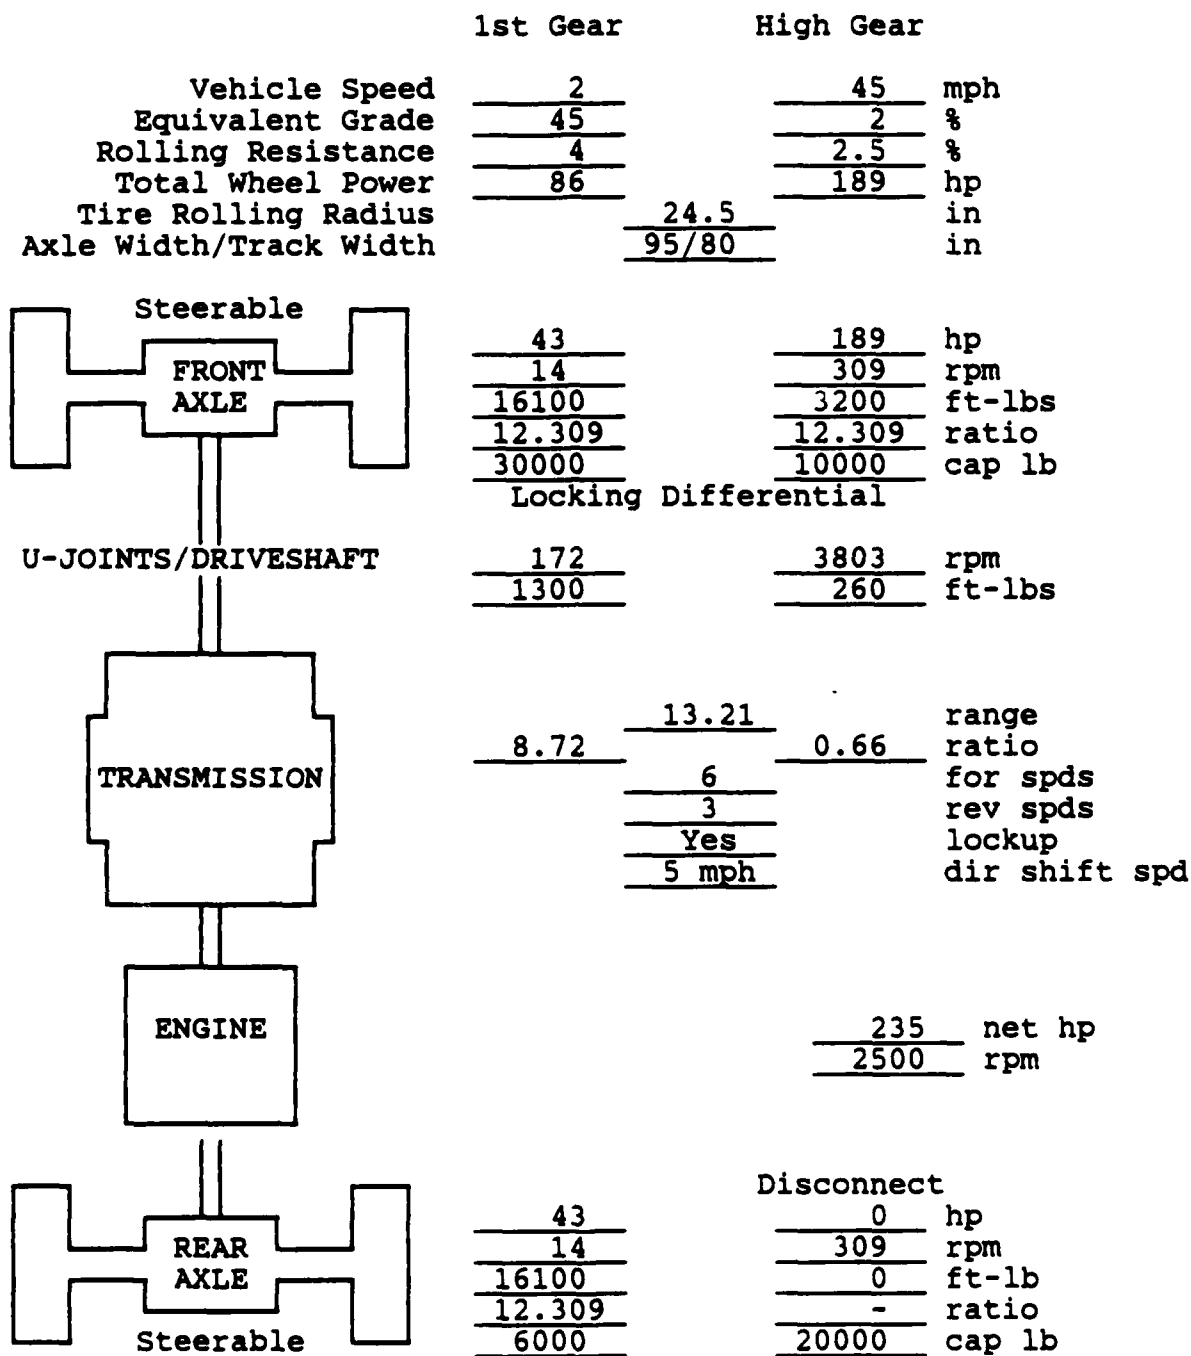 1st Gear High Gear
Vehicle Speed 2 45 mph
Equivalent Grade 45 2 %
Rolling Resistance 4 2.5 %
Total Wheel Power 86 189 hp
Tire Rolling Radius 24.5 in
Axle Width/Track Width 95/80 in
Steerable
43 189 hp
FRONT 14 309 rpm
AXLE 16100 3200 ft-lbs
12.309 12.309 ratio
30000 10000 cap lb
Locking Differential
U-JOINTS/DRIVESHAFT 172 3803 rpm
1300 260 ft-lbs
13.21 range
8.72 0.66 ratio
TRANSMISSION 6 for spds
3 rev spds
Yes lockup
5 mph dir shift spd
ENGINE 235 net hp
2500 rpm
Disconnect
43 0 hp
REAR 14 309 rpm
AXLE 16100 0 ft-lb
12.309 - ratio
Steerable 6000 20000 cap lb